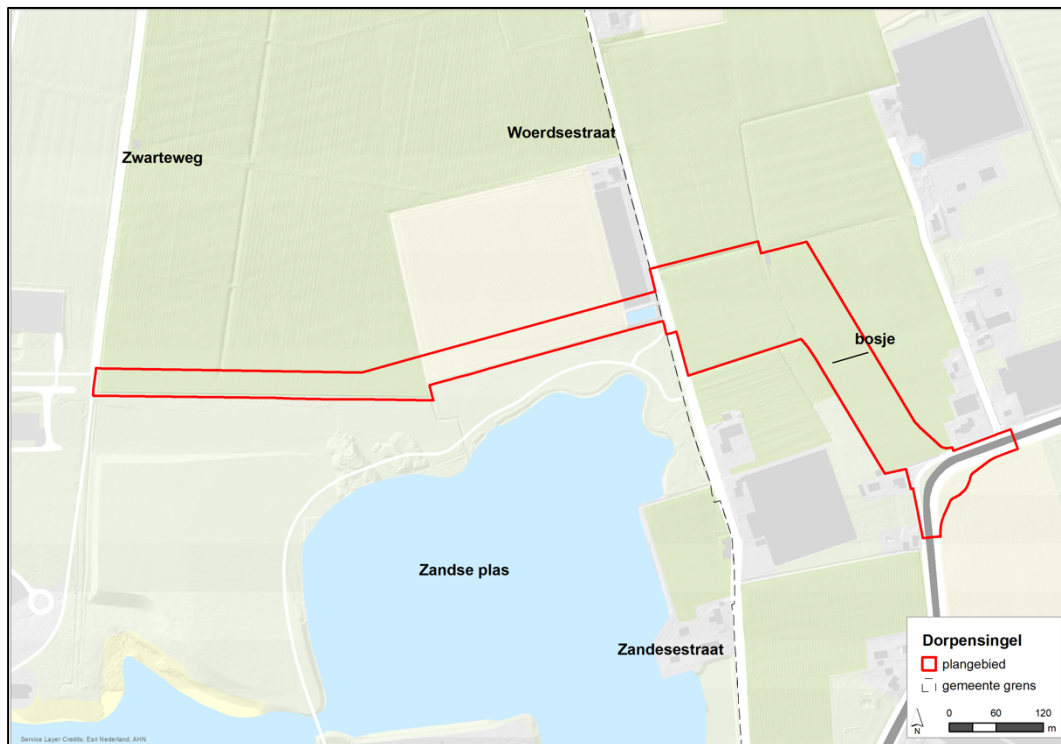 Woerdsestraat
Zwarteweg
bosje
Zandse plas
Zandesestraat
Dorpensingel
plangebied
gemeente grens
N
0 60 120
m
Service Layer Credits: Esri Nederland, AHN